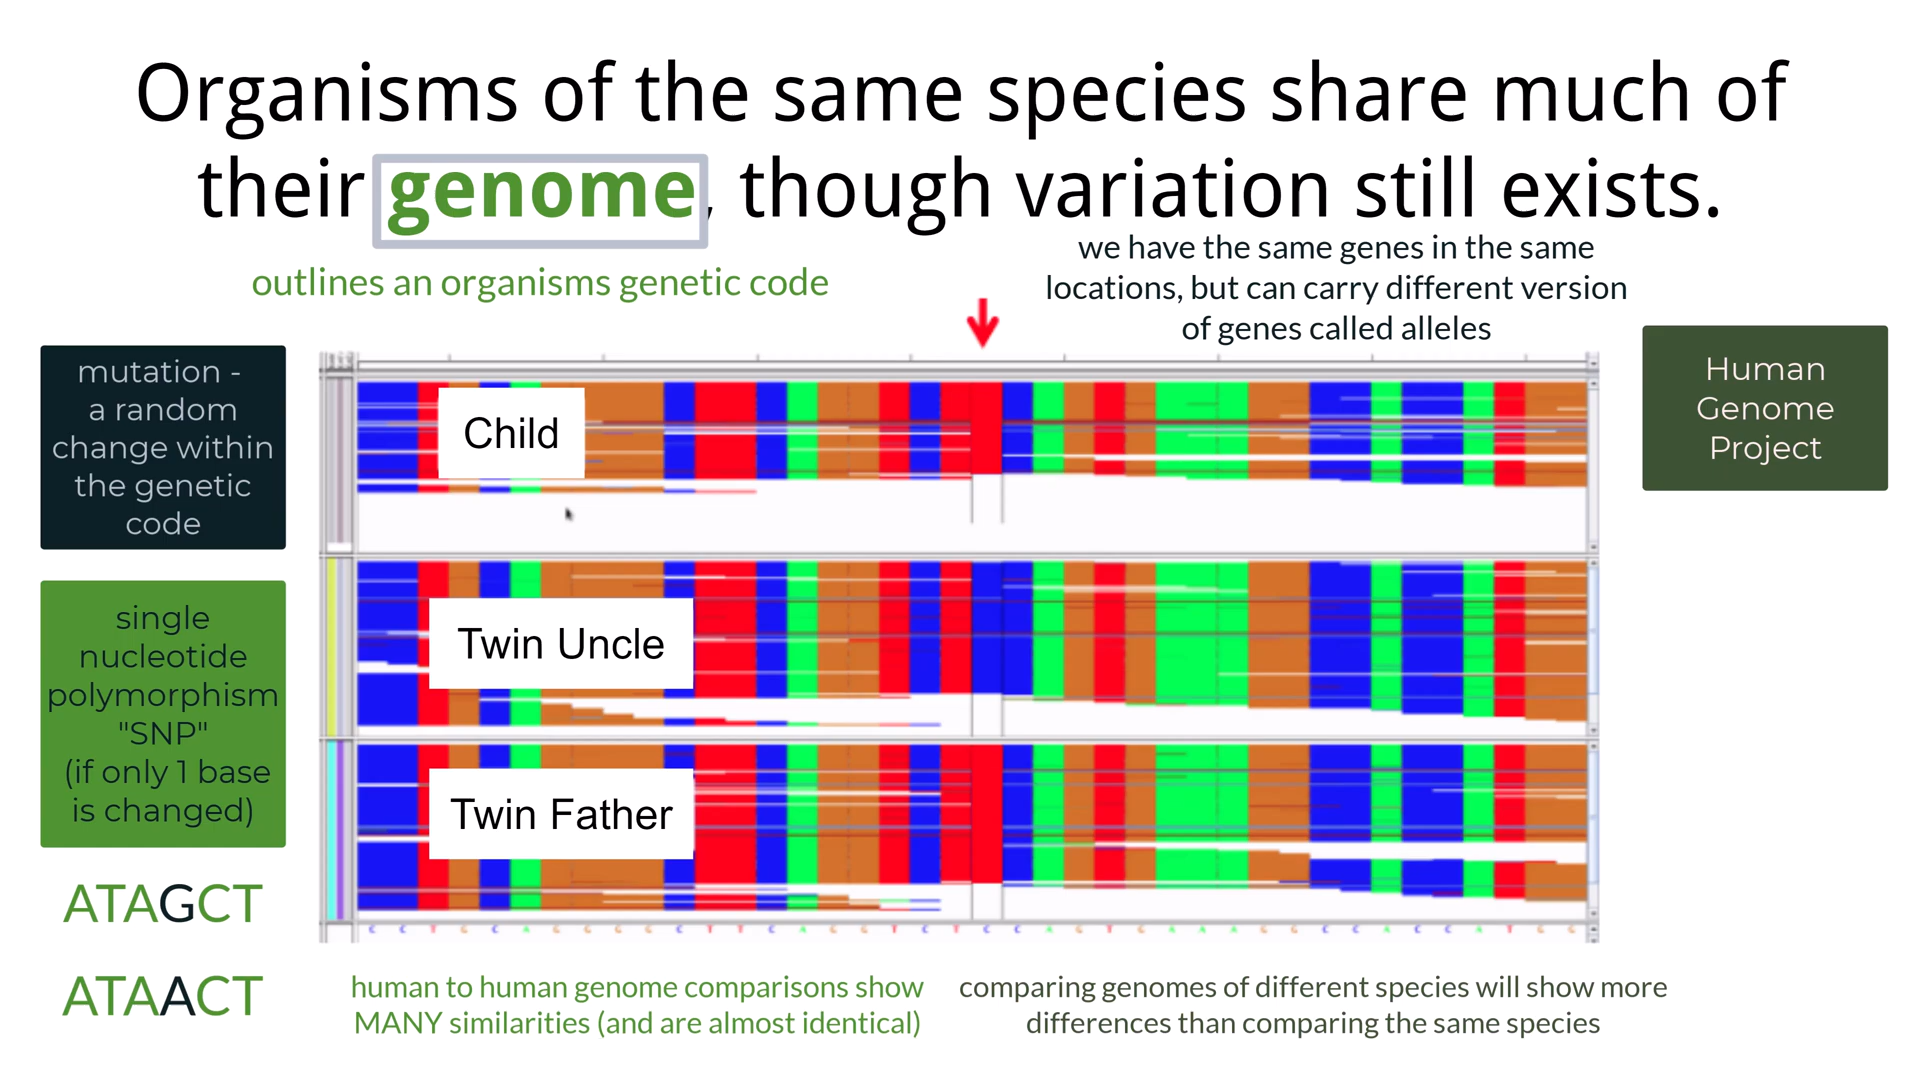 Organisms of the same species share much of
their genome, though variation still exists.
outlines an organisms genetic code
we have the same genes in the same
locations, but can carry different version
of genes called alleles
mutation -
a random
change within
the genetic
code
single
nucleotide
polymorphism
"SNP"
(if only 1 base
is changed)
ATAGCT
ATAACT
Child
Twin Uncle
Twin Father
C C T G C A G G G G C T T C A G G T C T C C A G T G A A A G G C C A C C A T G G
Human
Genome
Project
human to human genome comparisons show
MANY similarities (and are almost identical)
comparing genomes of different species will show more
differences than comparing the same species